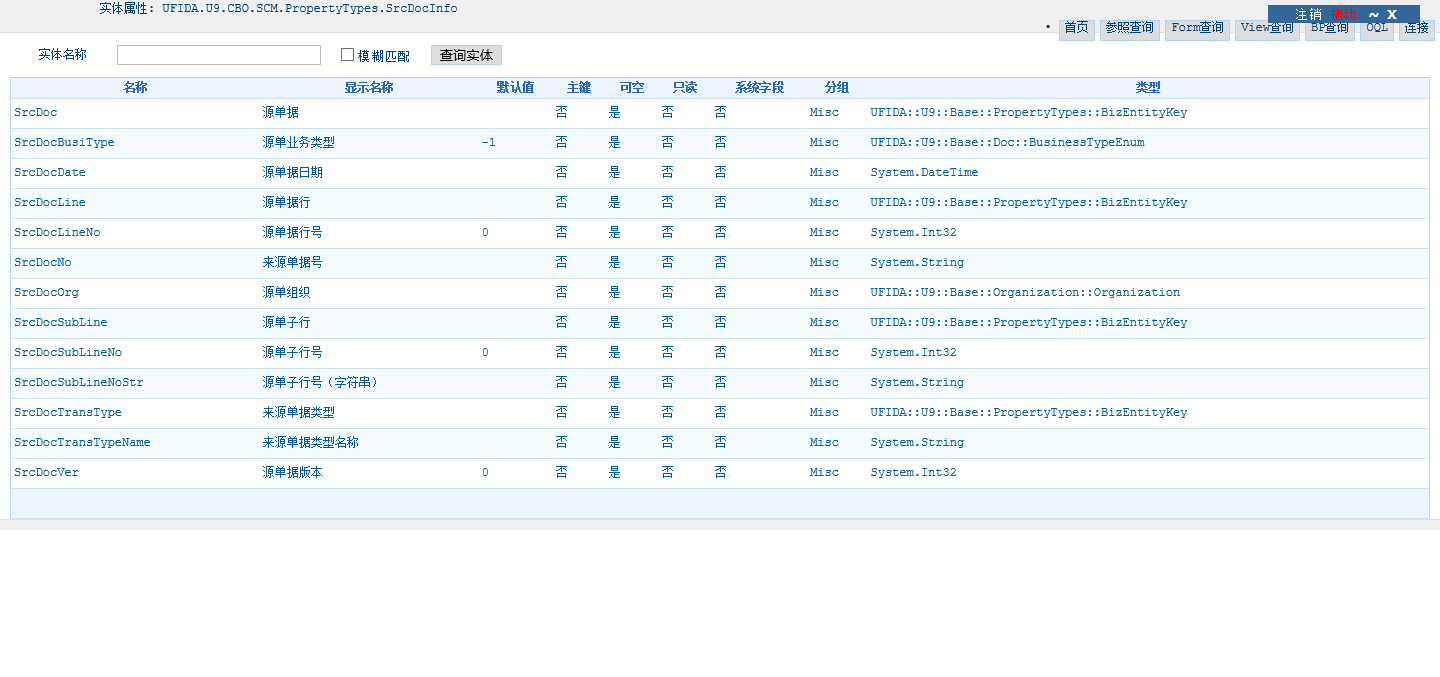 实体属性: UFIDA.U9.CBO.SCM.PropertyTypes.SrcDocInfo
注销 ~ X
• 首页 参照查询 Form查询 View查询 BP查询 OQL 连接
实体名称 模糊匹配 查询实体
名称 显示名称 默认值 主键 可空 只读 系统字段 分组 类型
SrcDoc 源单据 否 是 否 否 Misc UFIDA::U9::Base::PropertyTypes::BizEntityKey
SrcDocBusiType 源单业务类型 -1 否 是 否 否 Misc UFIDA::U9::Base::Doc::BusinessTypeEnum
SrcDocDate 源单据日期 否 是 否 否 Misc System.DateTime
SrcDocLine 源单据行 否 是 否 否 Misc UFIDA::U9::Base::PropertyTypes::BizEntityKey
SrcDocLineNo 源单据行号 0 否 是 否 否 Misc System.Int32
SrcDocNo 来源单据号 否 是 否 否 Misc System.String
SrcDocOrg 源单组织 否 是 否 否 Misc UFIDA::U9::Base::Organization::Organization
SrcDocSubLine 源单子行 否 是 否 否 Misc UFIDA::U9::Base::PropertyTypes::BizEntityKey
SrcDocSubLineNo 源单子行号 0 否 是 否 否 Misc System.Int32
SrcDocSubLineNoStr 源单子行号（字符串） 否 是 否 否 Misc System.String
SrcDocTransType 来源单据类型 否 是 否 否 Misc UFIDA::U9::Base::PropertyTypes::BizEntityKey
SrcDocTransTypeName 来源单据类型名称 否 是 否 否 Misc System.String
SrcDocVer 源单据版本 0 否 是 否 否 Misc System.Int32